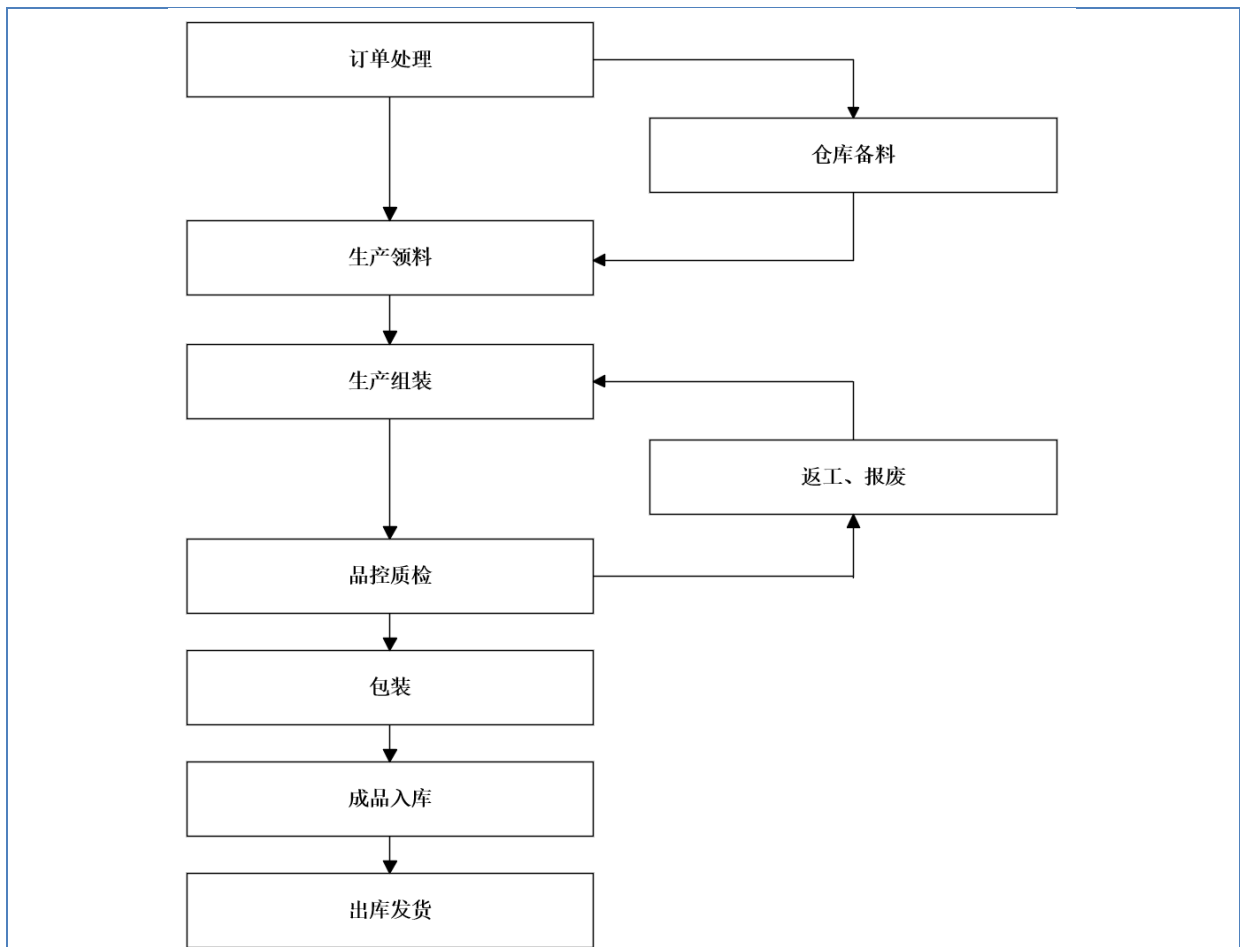 订单处理
仓库备料
生产领料
生产组装
返工、报废
品控质检
包装
成品入库
出库发货